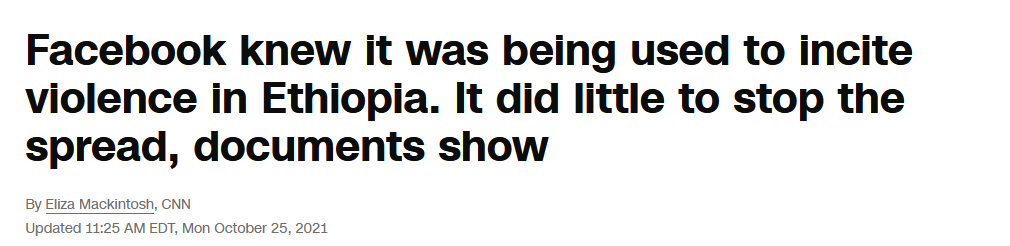 Facebook knew it was being used to incite
violence in Ethiopia. It did little to stop the
spread, documents show
By Eliza Mackintosh, CNN
Updated 11:25 AM EDT, Mon October 25, 2021